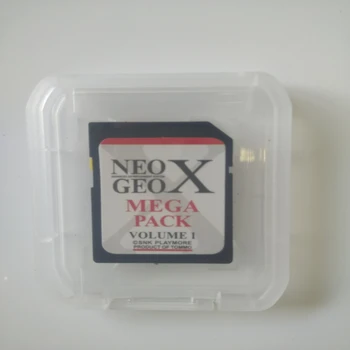 NEO
GEO X
MEGA
PACK
VOLUME 1
©SNK PLAYMORE
PRODUCT OF TOMMO